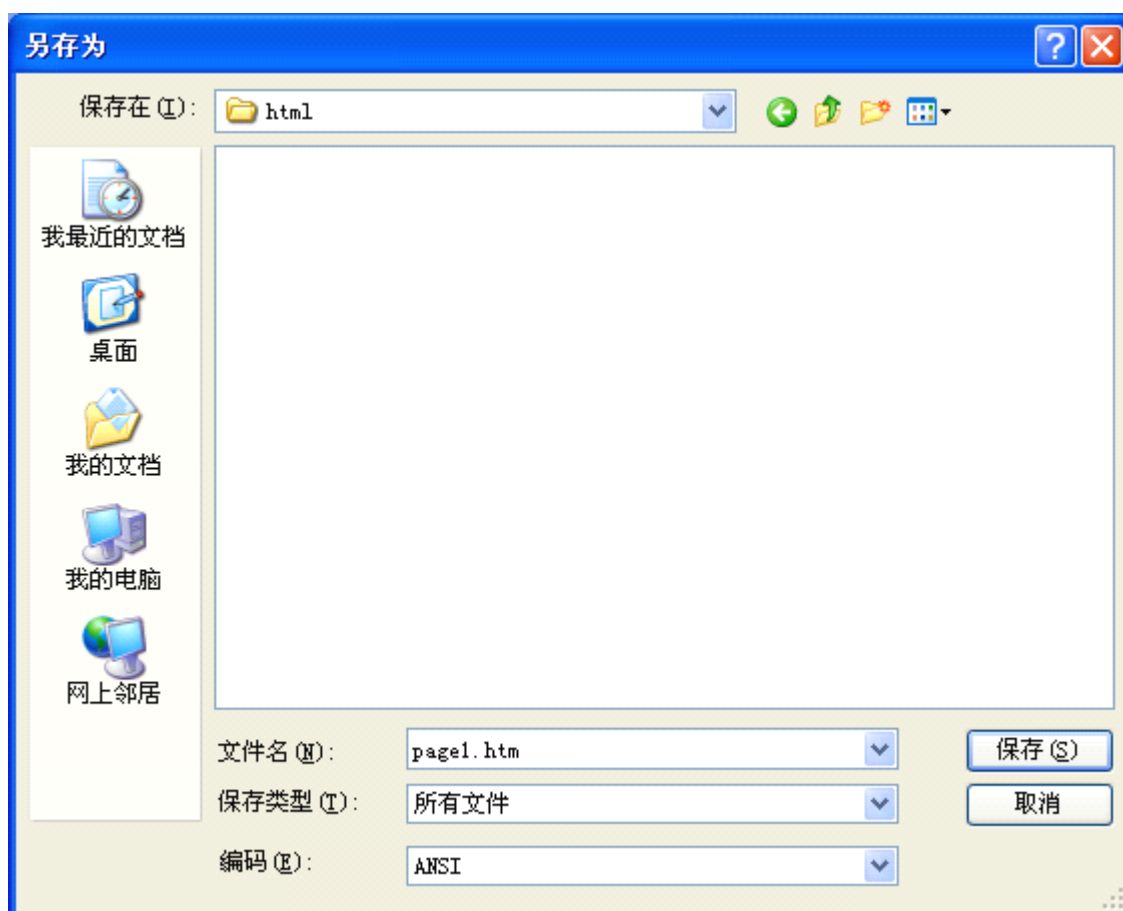 另存为
保存在(I): html
我最近的文档
桌面
我的文档
我的电脑
网上邻居
文件名(N): page1.htm 保存(S)
保存类型(T): 所有文件 取消
编码(E): ANSI